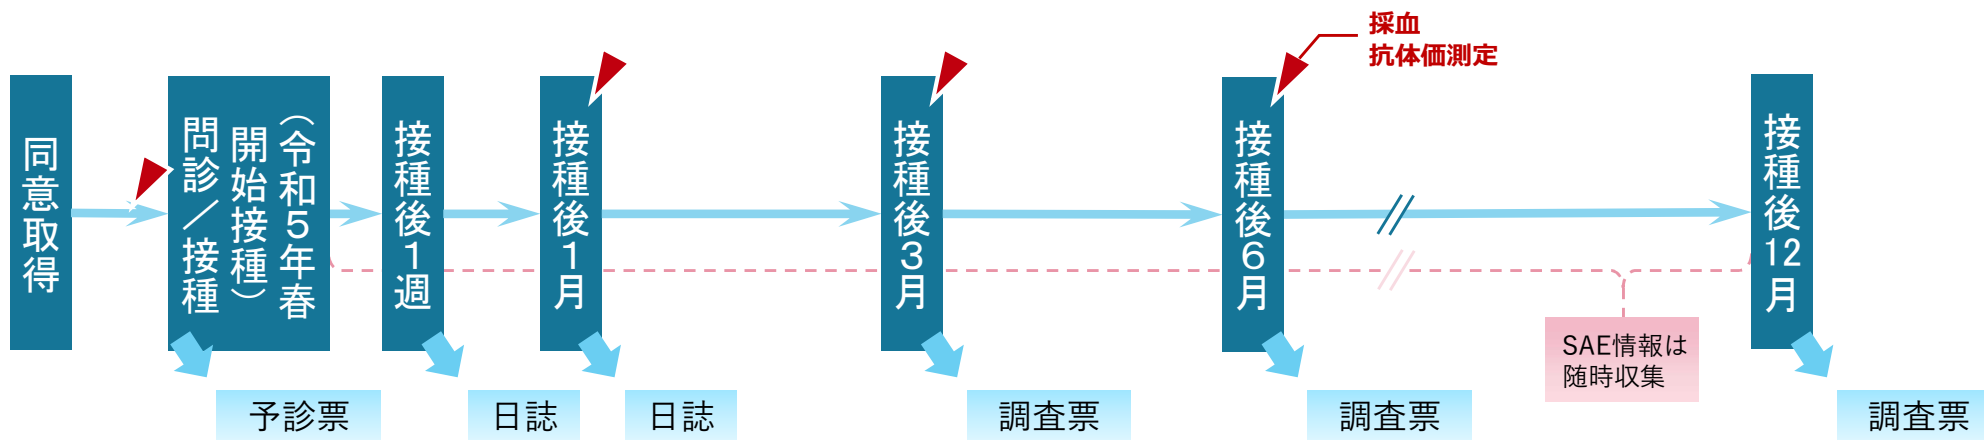 採血
抗体価測定
同意取得
問診／接種
(令和5年春
開始接種)
接種後1週
接種後1月
接種後3月
接種後6月
接種後12月
SAE情報は
随時収集
予診票
日誌
日誌
調査票
調査票
調査票